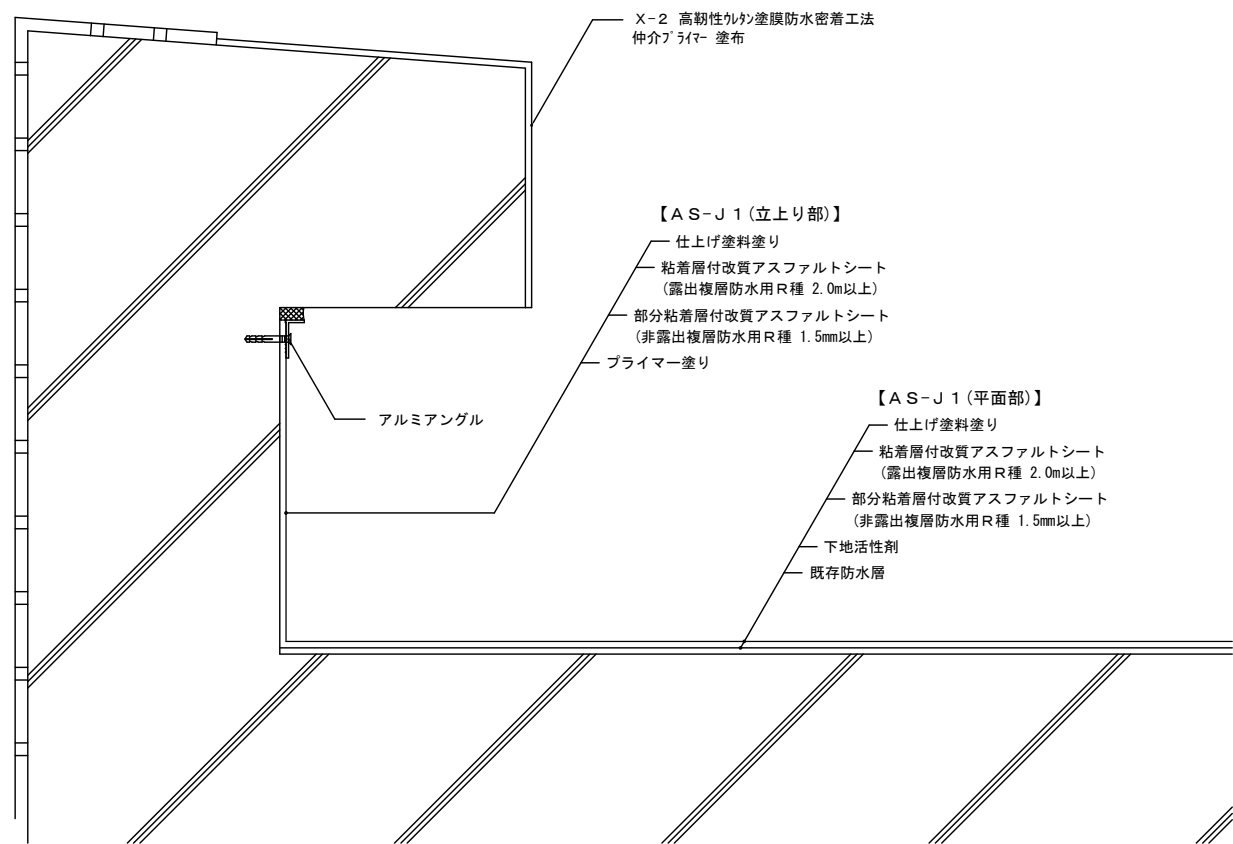 X-2 高靭性ｳﾚﾀﾝ塗膜防水密着工法
仲介ﾌﾟﾗｲﾏｰ 塗布
【ＡＳ-Ｊ１(立上り部)】
仕上げ塗料塗り
粘着層付改質アスファルトシート
(露出複層防水用Ｒ種 2.0m以上)
部分粘着層付改質アスファルトシート
(非露出複層防水用Ｒ種 1.5mm以上)
プライマー塗り
アルミアングル
【ＡＳ-Ｊ１(平面部)】
仕上げ塗料塗り
粘着層付改質アスファルトシート
(露出複層防水用Ｒ種 2.0m以上)
部分粘着層付改質アスファルトシート
(非露出複層防水用Ｒ種 1.5mm以上)
下地活性剤
既存防水層